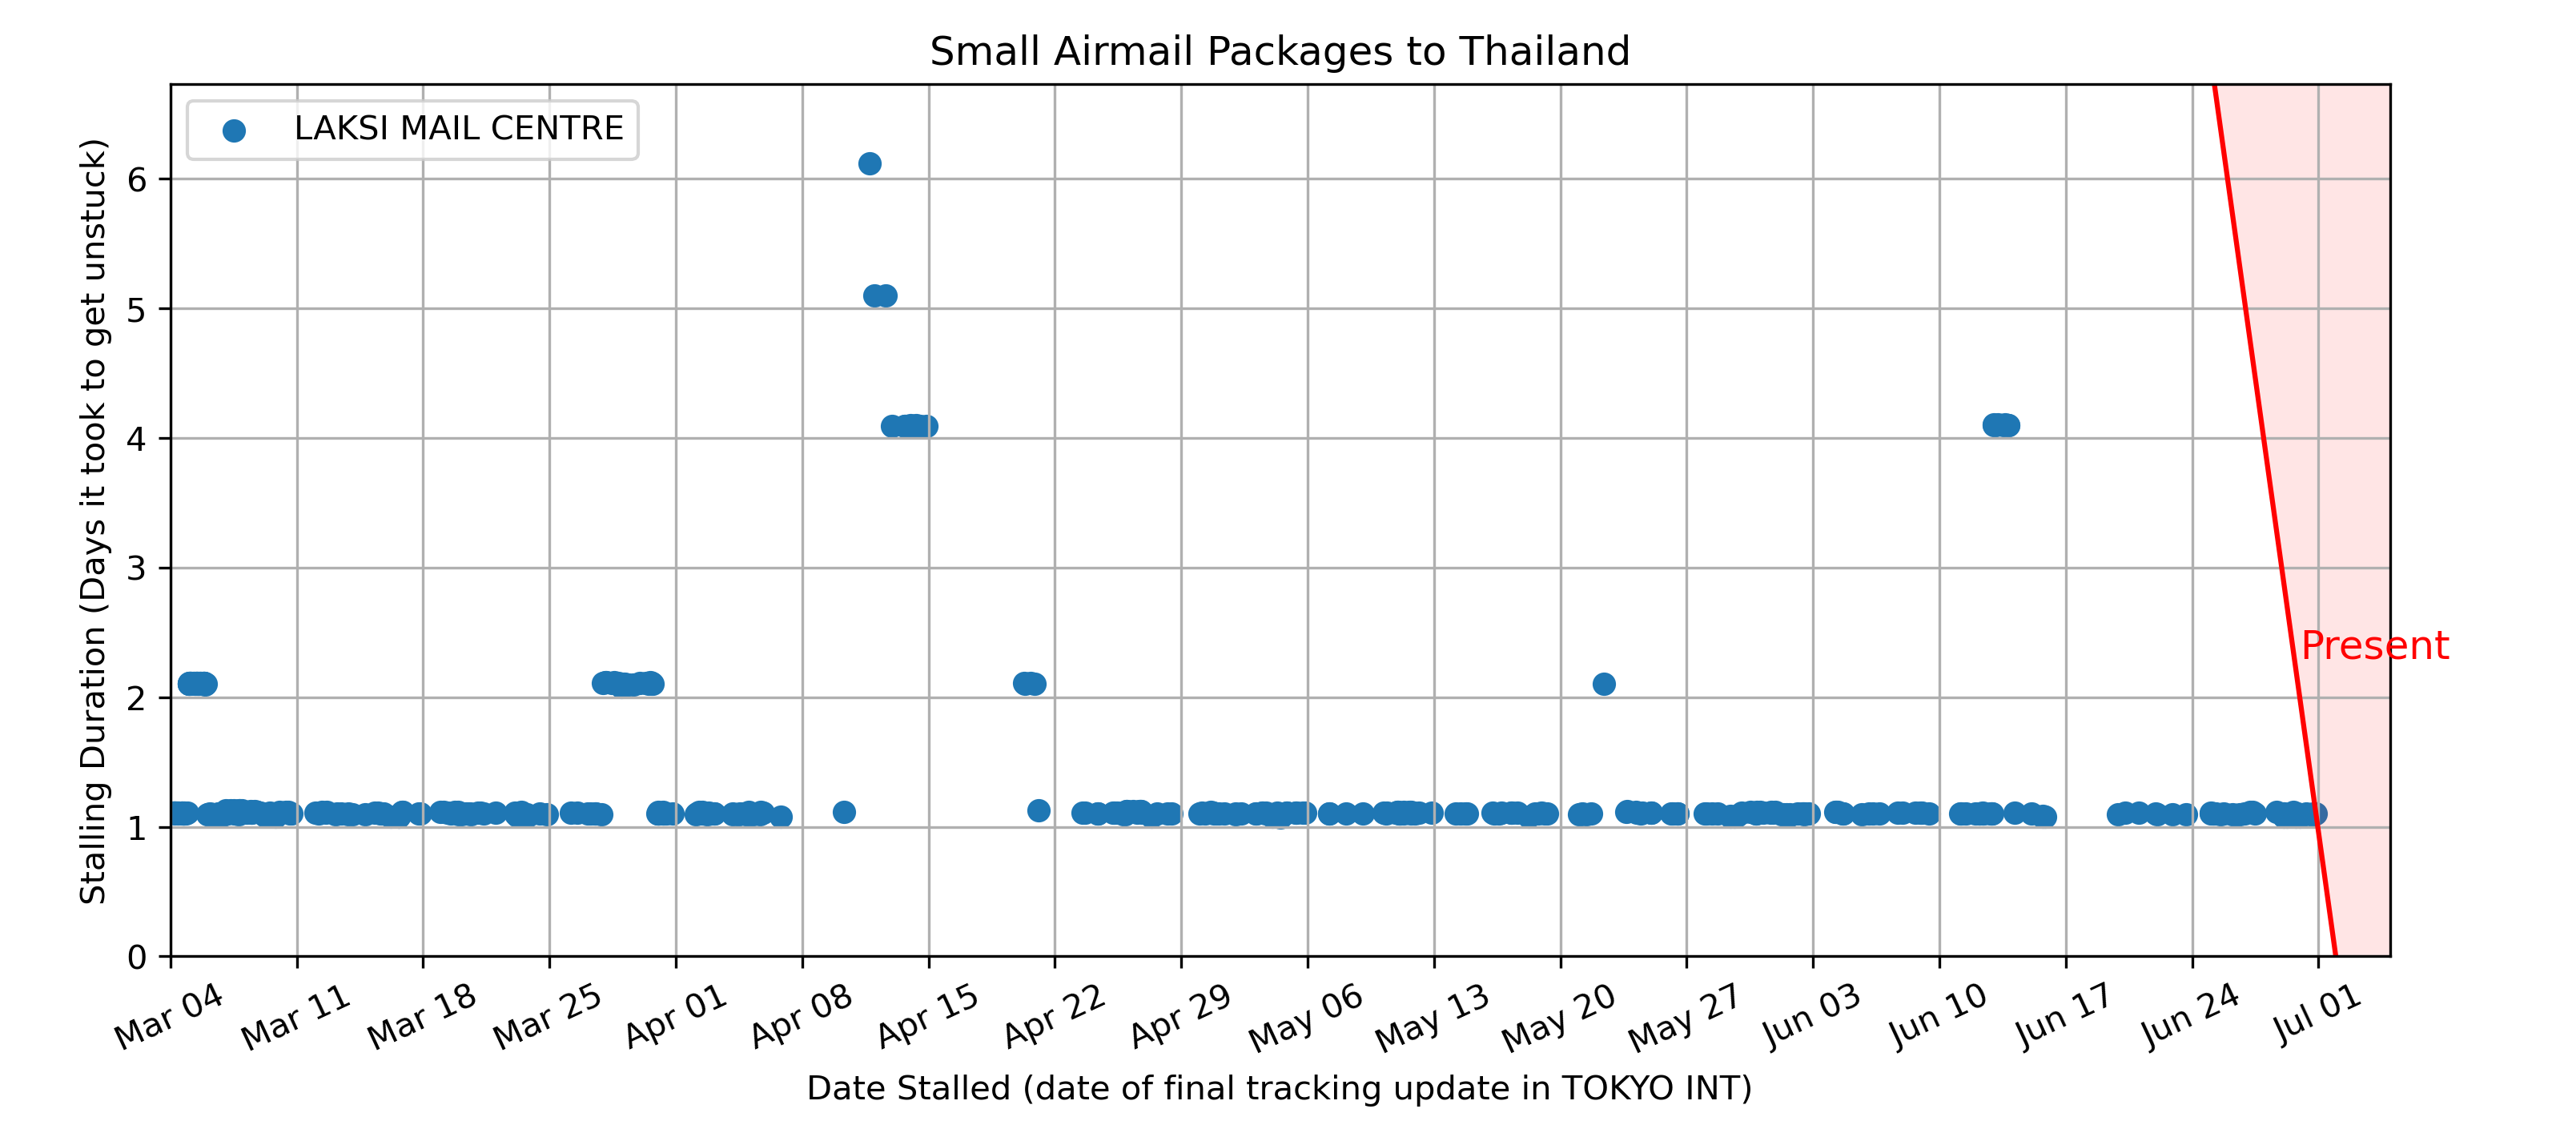 Small Airmail Packages to Thailand
LAKSI MAIL CENTRE
Stalling Duration (Days it took to get unstuck)
6
5
4
3
2
1
0
Present
Mar 04
Mar 11
Mar 18
Mar 25
Apr 01
Apr 08
Apr 15
Apr 22
Apr 29
May 06
May 13
May 20
May 27
Jun 03
Jun 10
Jun 17
Jun 24
Jul 01
Date Stalled (date of final tracking update in TOKYO INT)